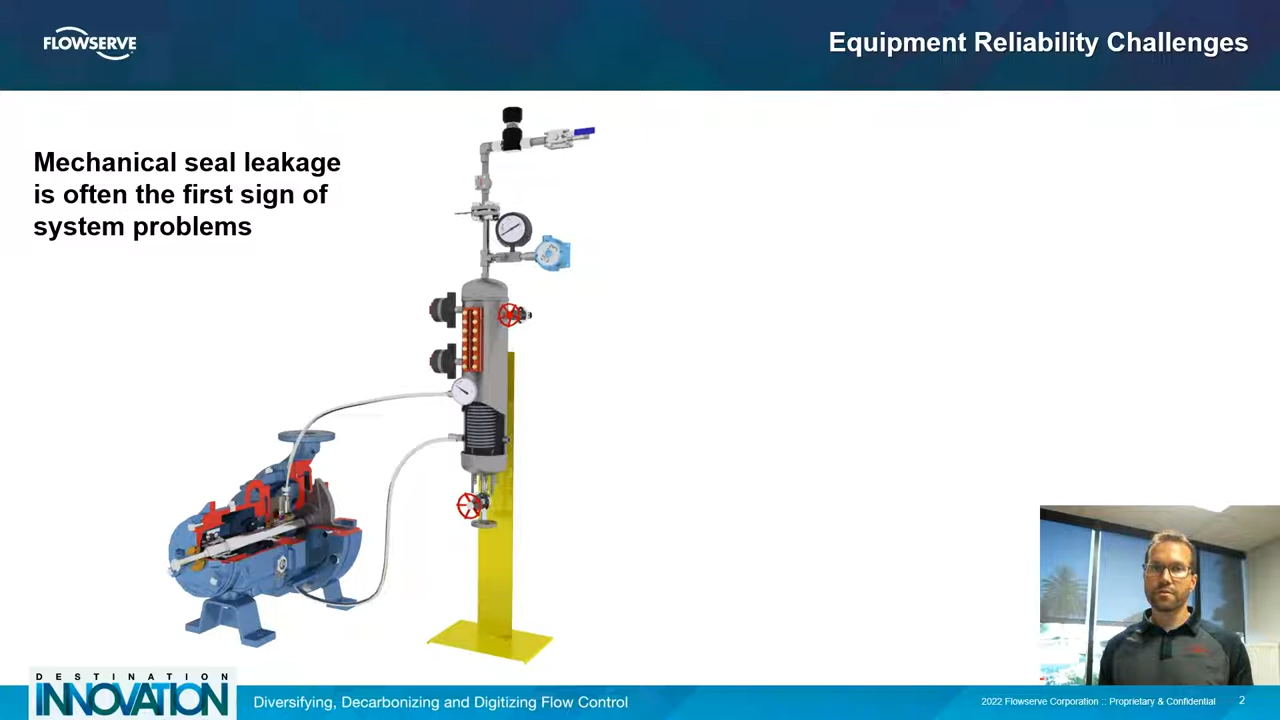 FLOWSERVE
Equipment Reliability Challenges
Mechanical seal leakage
is often the first sign of
system problems
DESTINATION
INNOVATION
Diversifying, Decarbonizing and Digitizing Flow Control
2022 Flowserve Corporation :: Proprietary & Confidential
2